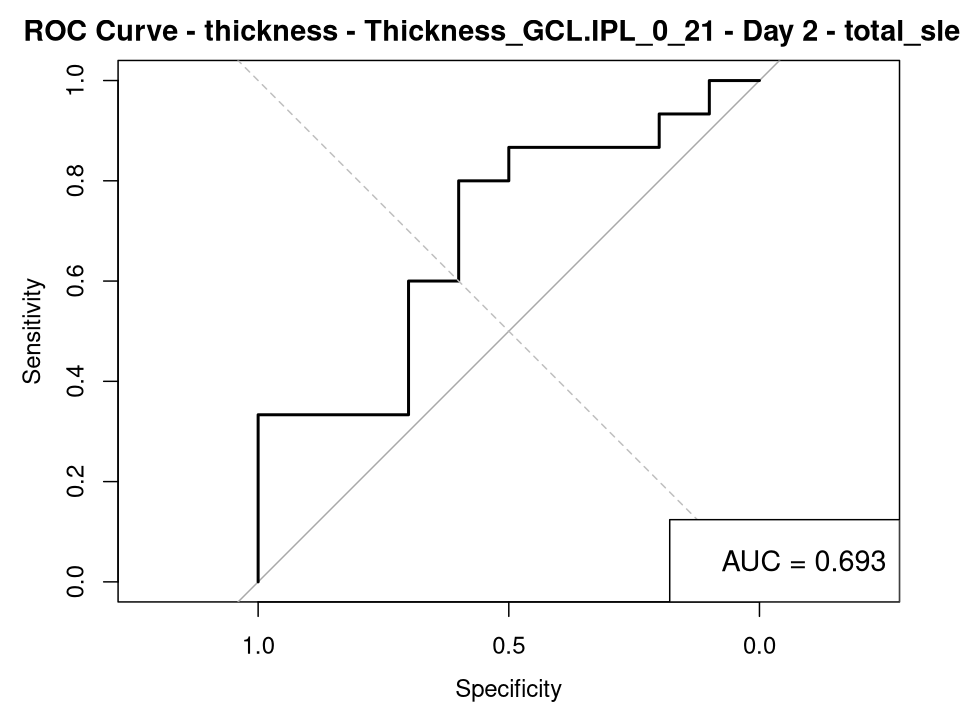 ROC Curve - thickness - Thickness_GCL.IPL_0_21 - Day 2 - total_sle
1.0
0.8
0.6
0.4
0.2
0.0
Sensitivity
AUC = 0.693
1.0 0.5 0.0
Specificity